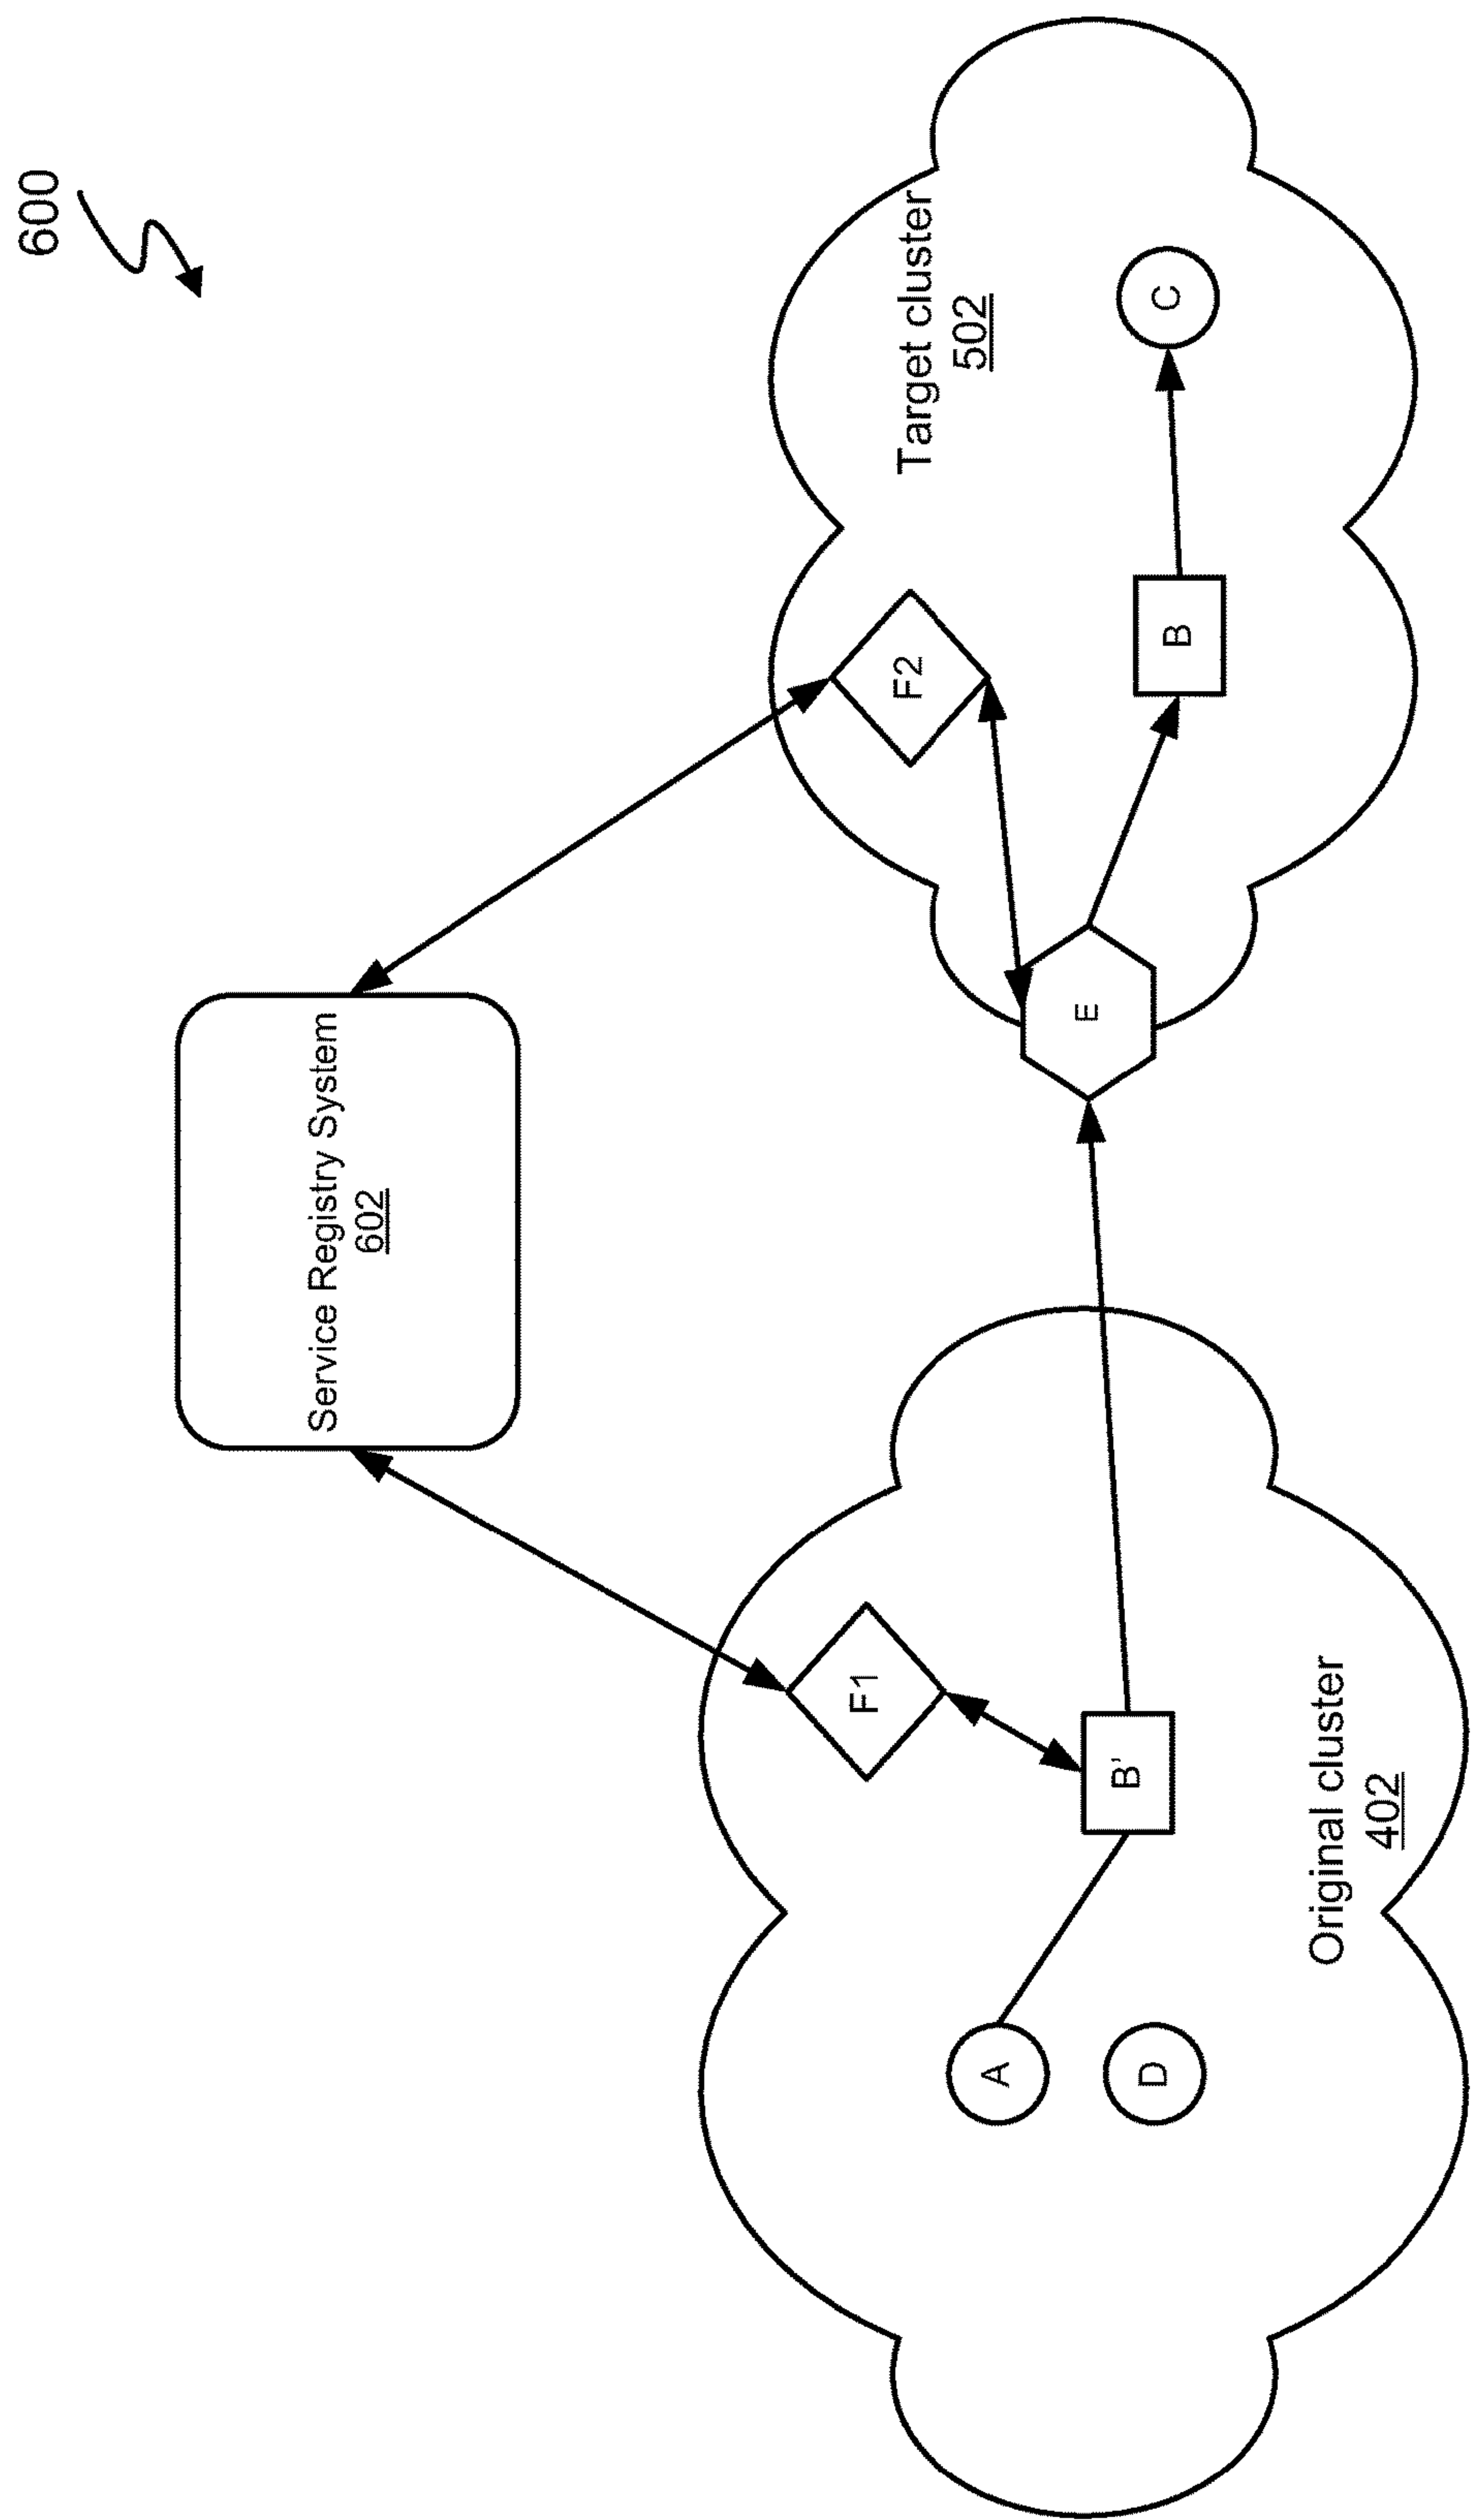 600
Service Registry System
602
Target cluster
502
F2
C
B
E
F1
B'
A
D
Original cluster
402